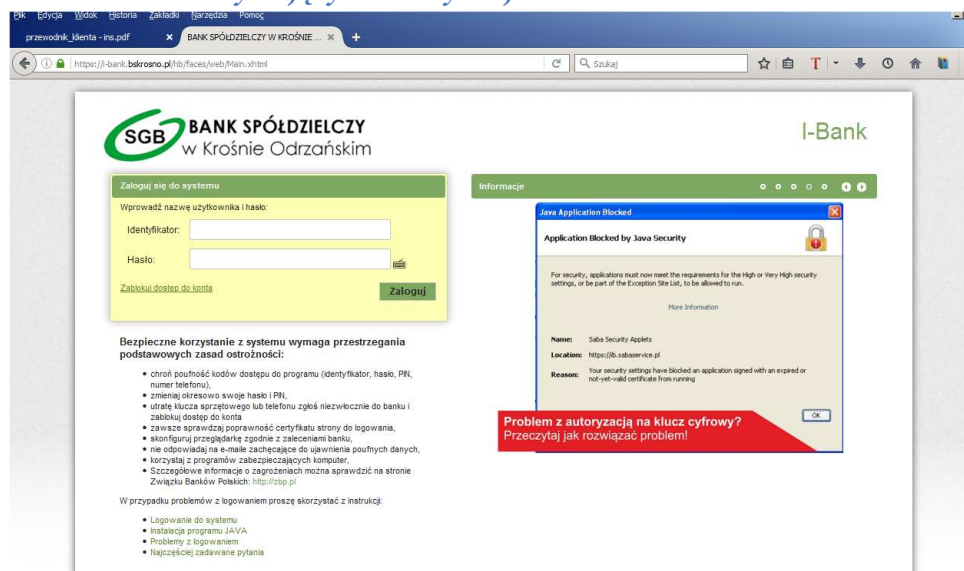 Plik Edycja Widok Historia Zakładki Narzędzia Pomoc
przewodnik_klienta - ins.pdf × BANK SPÓŁDZIELCZY W KROŚNIE ... × +
https://i-bank.bskrosno.pl/hb/faces/web/Main.xhtml Szukaj
SGB BANK SPÓŁDZIELCZY
w Krośnie Odrzańskim
I-Bank
Zaloguj się do systemu
Wprowadź nazwę użytkownika i hasło:
Identyfikator:
Hasło:
Zablokuj dostęp do konta Zaloguj
Bezpieczne korzystanie z systemu wymaga przestrzegania
podstawowych zasad ostrożności:
• chroń poufność kodów dostępu do programu (identyfikator, hasło, PIN,
numer telefonu),
• zmieniaj okresowo swoje hasło i PIN,
• utratę klucza sprzętowego lub telefonu zgłoś niezwłocznie do banku i
zablokuj dostęp do konta
• zawsze sprawdzaj poprawność certyfikatu strony do logowania,
• skonfiguruj przeglądarkę zgodnie z zaleceniami banku,
• nie odpowiadaj na e-maile zachęcające do ujawnienia poufnych danych,
• korzystaj z programów zabezpieczających komputer,
• Szczegółowe informacje o zagrożeniach można sprawdzić na stronie
Związku Banków Polskich: http://zbp.pl
W przypadku problemów z logowaniem proszę skorzystać z instrukcji:
• Logowanie do systemu
• Instalacja programu JAVA
• Problemy z logowaniem
• Najczęściej zadawane pytania
Informacje
Java Application Blocked
Application Blocked by Java Security
For security, applications must now meet the requirements for the High or Very High security
settings, or be part of the Exception Site List, to be allowed to run.
More Information
Name: Saba Security Applets
Location: https://ib.sabaservice.pl
Reason: Your security settings have blocked an application signed with an expired or
not-yet-valid certificate from running
OK
Problem z autoryzacją na klucz cyfrowy?
Przeczytaj jak rozwiązać problem!